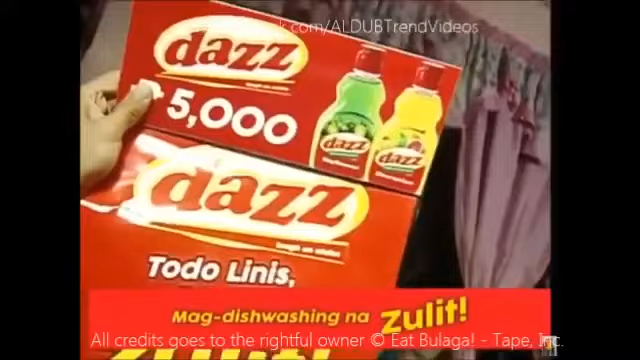 k.com/ALDUBTrendVideos
dazz
₱5,000
dazz
dazz
dazz
Todo Linis,
Mag-dishwashing na zulit!
All credits goes to the rightful owner © Eat Bulaga! - Tape, Inc.